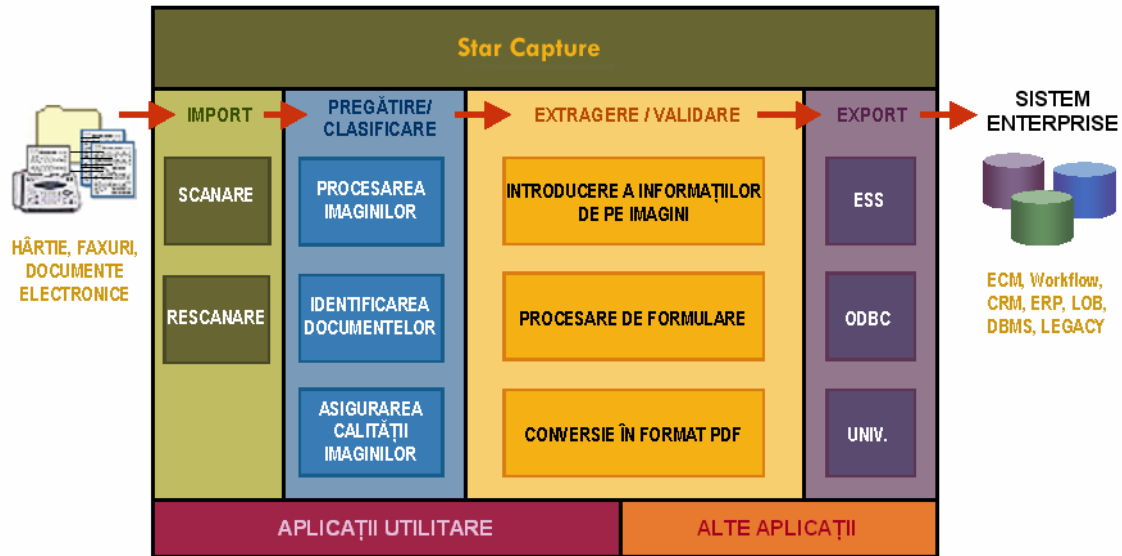 Star Capture
IMPORT
PREGĂTIRE/
CLASIFICARE
EXTRAGERE / VALIDARE
EXPORT
SISTEM
ENTERPRISE
HÂRTIE, FAXURI,
DOCUMENTE
ELECTRONICE
SCANARE
RESCANARE
PROCESAREA
IMAGINILOR
IDENTIFICAREA
DOCUMENTELOR
ASIGURAREA
CALITĂȚII
IMAGINILOR
INTRODUCERE A INFORMAȚIILOR
DE PE IMAGINI
PROCESARE DE FORMULARE
CONVERSIE ÎN FORMAT PDF
ESS
ODBC
UNIV.
ECM, Workflow,
CRM, ERP, LOB,
DBMS, LEGACY
APLICAȚII UTILITARE
ALTE APLICAȚII